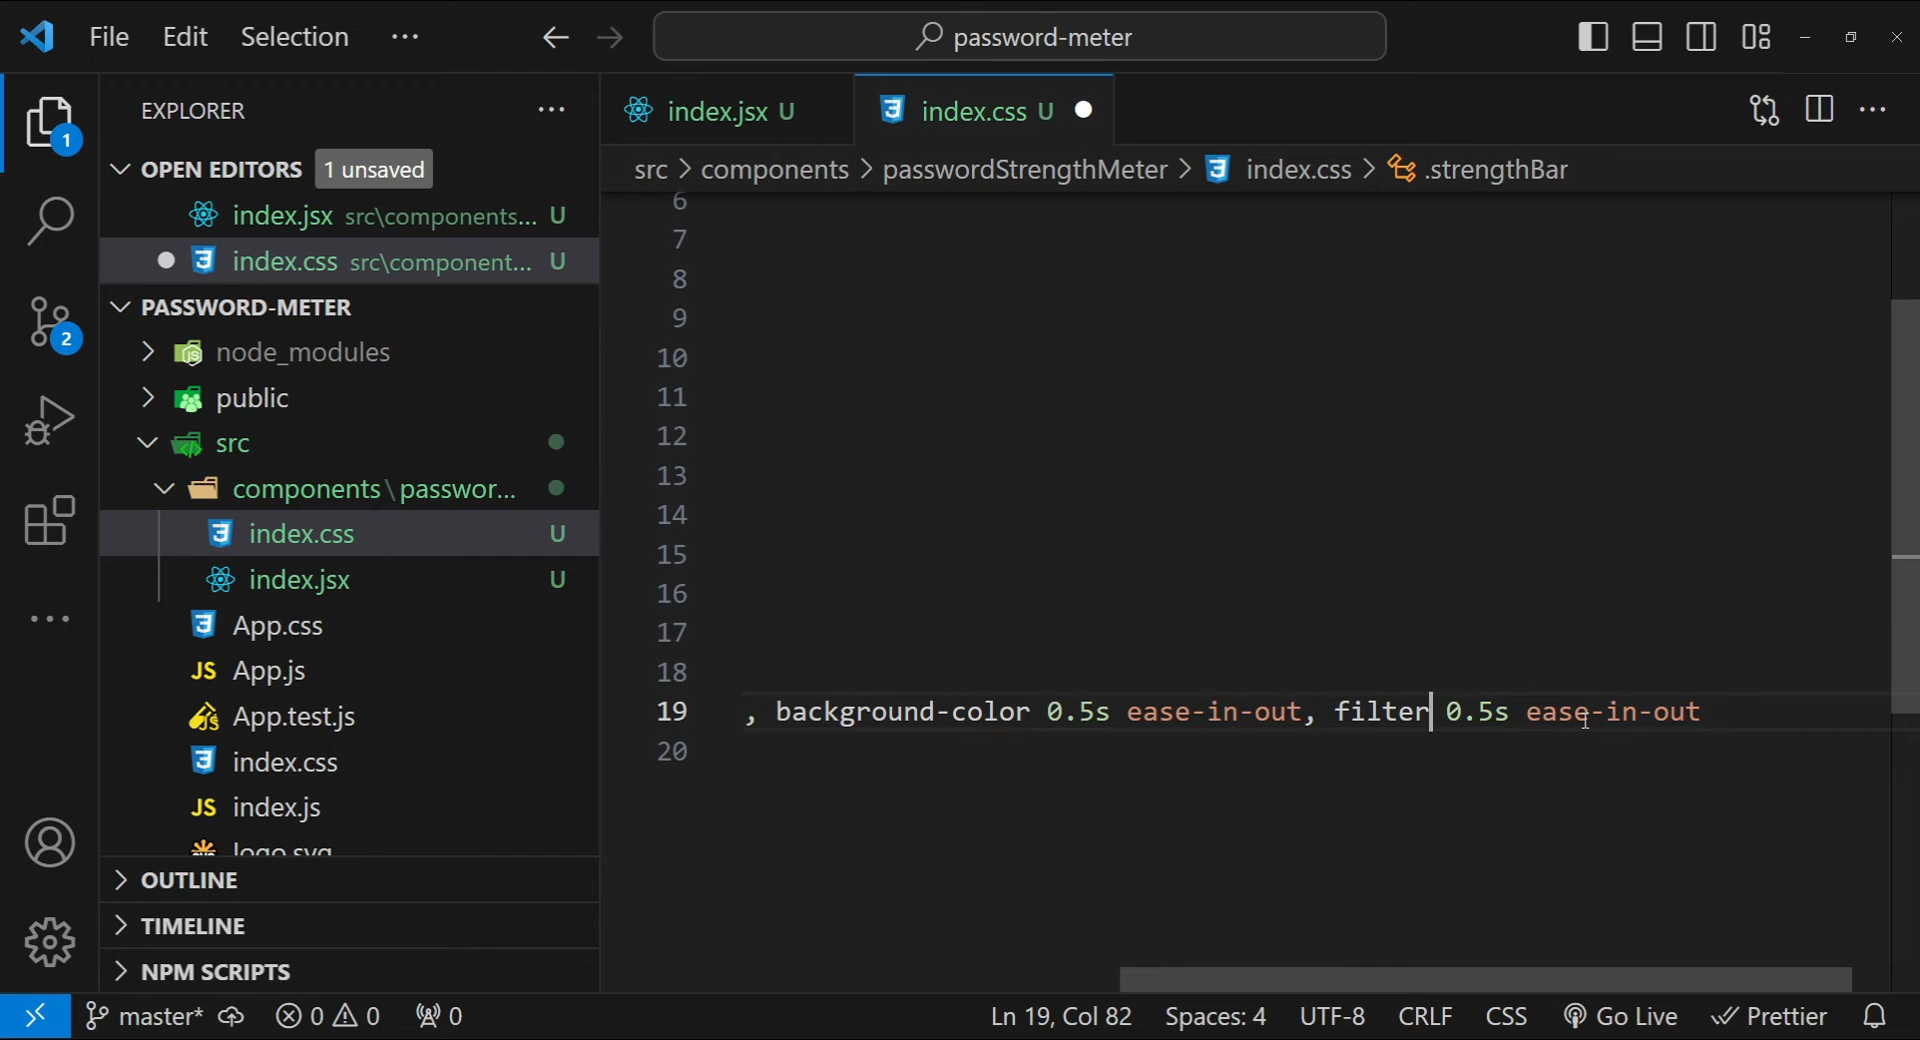 File Edit Selection ··· password-meter
EXPLORER ···
OPEN EDITORS 1 unsaved
index.jsx src\components... U
index.css src\component... U
PASSWORD-METER
node_modules
public
src
components\passwor...
index.css U
index.jsx U
App.css
App.js
App.test.js
index.css
index.js
logo.svg
OUTLINE
TIMELINE
NPM SCRIPTS
index.jsx U index.css U
src > components > passwordStrengthMeter > index.css > .strengthBar
6
7
8
9
10
11
12
13
14
15
16
17
18
19 , background-color 0.5s ease-in-out, filter 0.5s ease-in-out
20
master* 0 0 0 Ln 19, Col 82 Spaces: 4 UTF-8 CRLF CSS Go Live Prettier